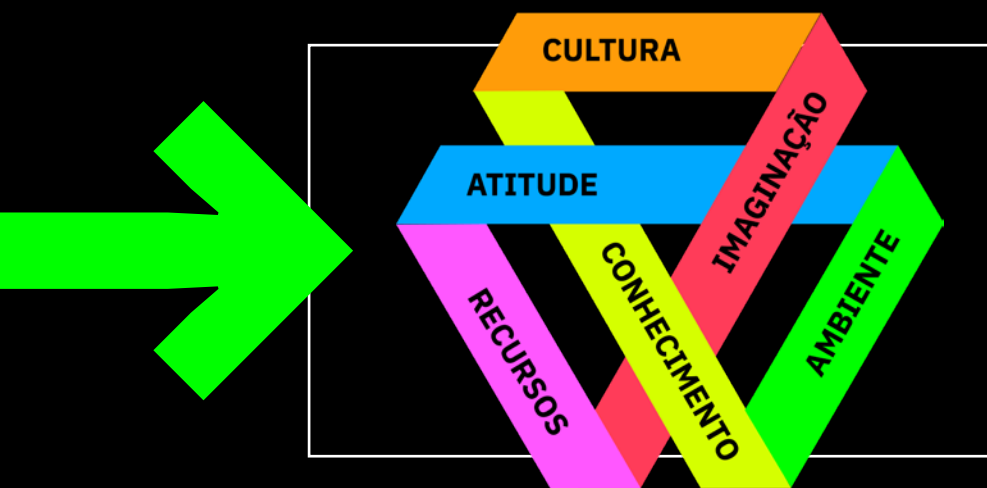 CULTURA
IMAGINAÇÃO
ATITUDE
AMBIENTE
CONHECIMENTO
RECURSOS